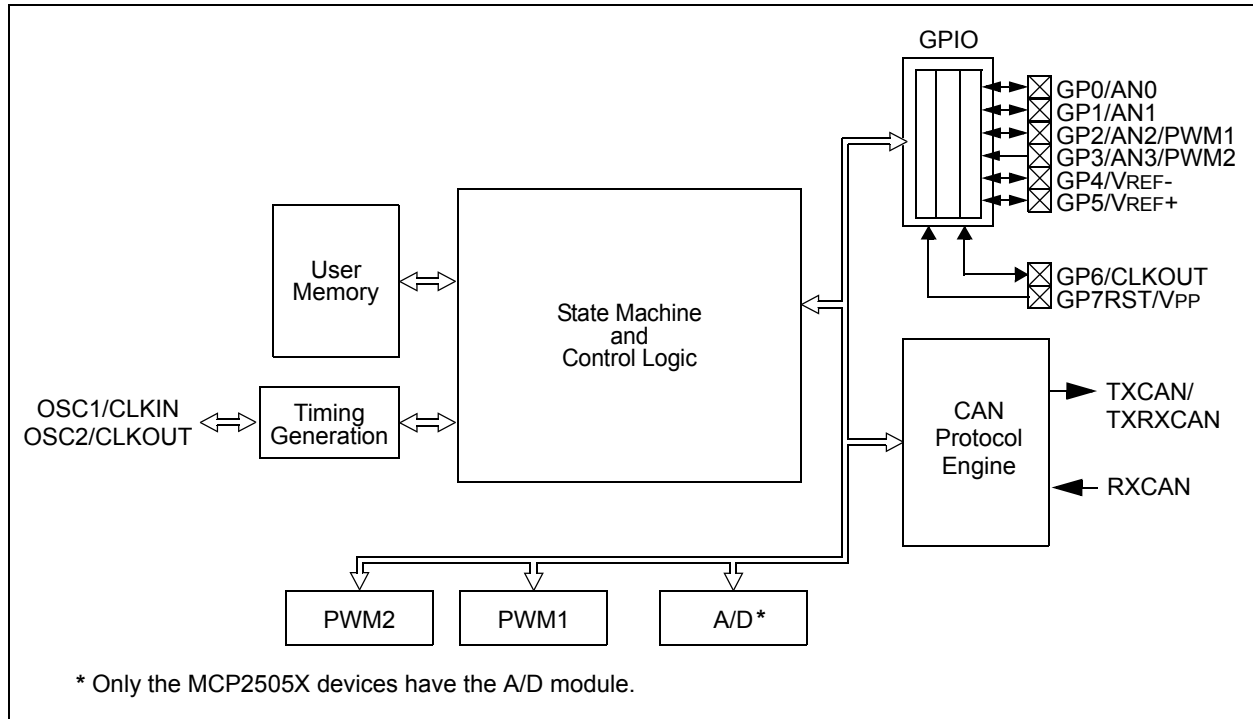 GPIO
GP0/AN0
GP1/AN1
GP2/AN2/PWM1
GP3/AN3/PWM2
GP4/VREF-
GP5/VREF+
GP6/CLKOUT
GP7RST/VPP
User
Memory
State Machine
and
Control Logic
OSC1/CLKIN
OSC2/CLKOUT
Timing
Generation
CAN
Protocol
Engine
TXCAN/
TXRXCAN
RXCAN
PWM2
PWM1
A/D*
* Only the MCP2505X devices have the A/D module.